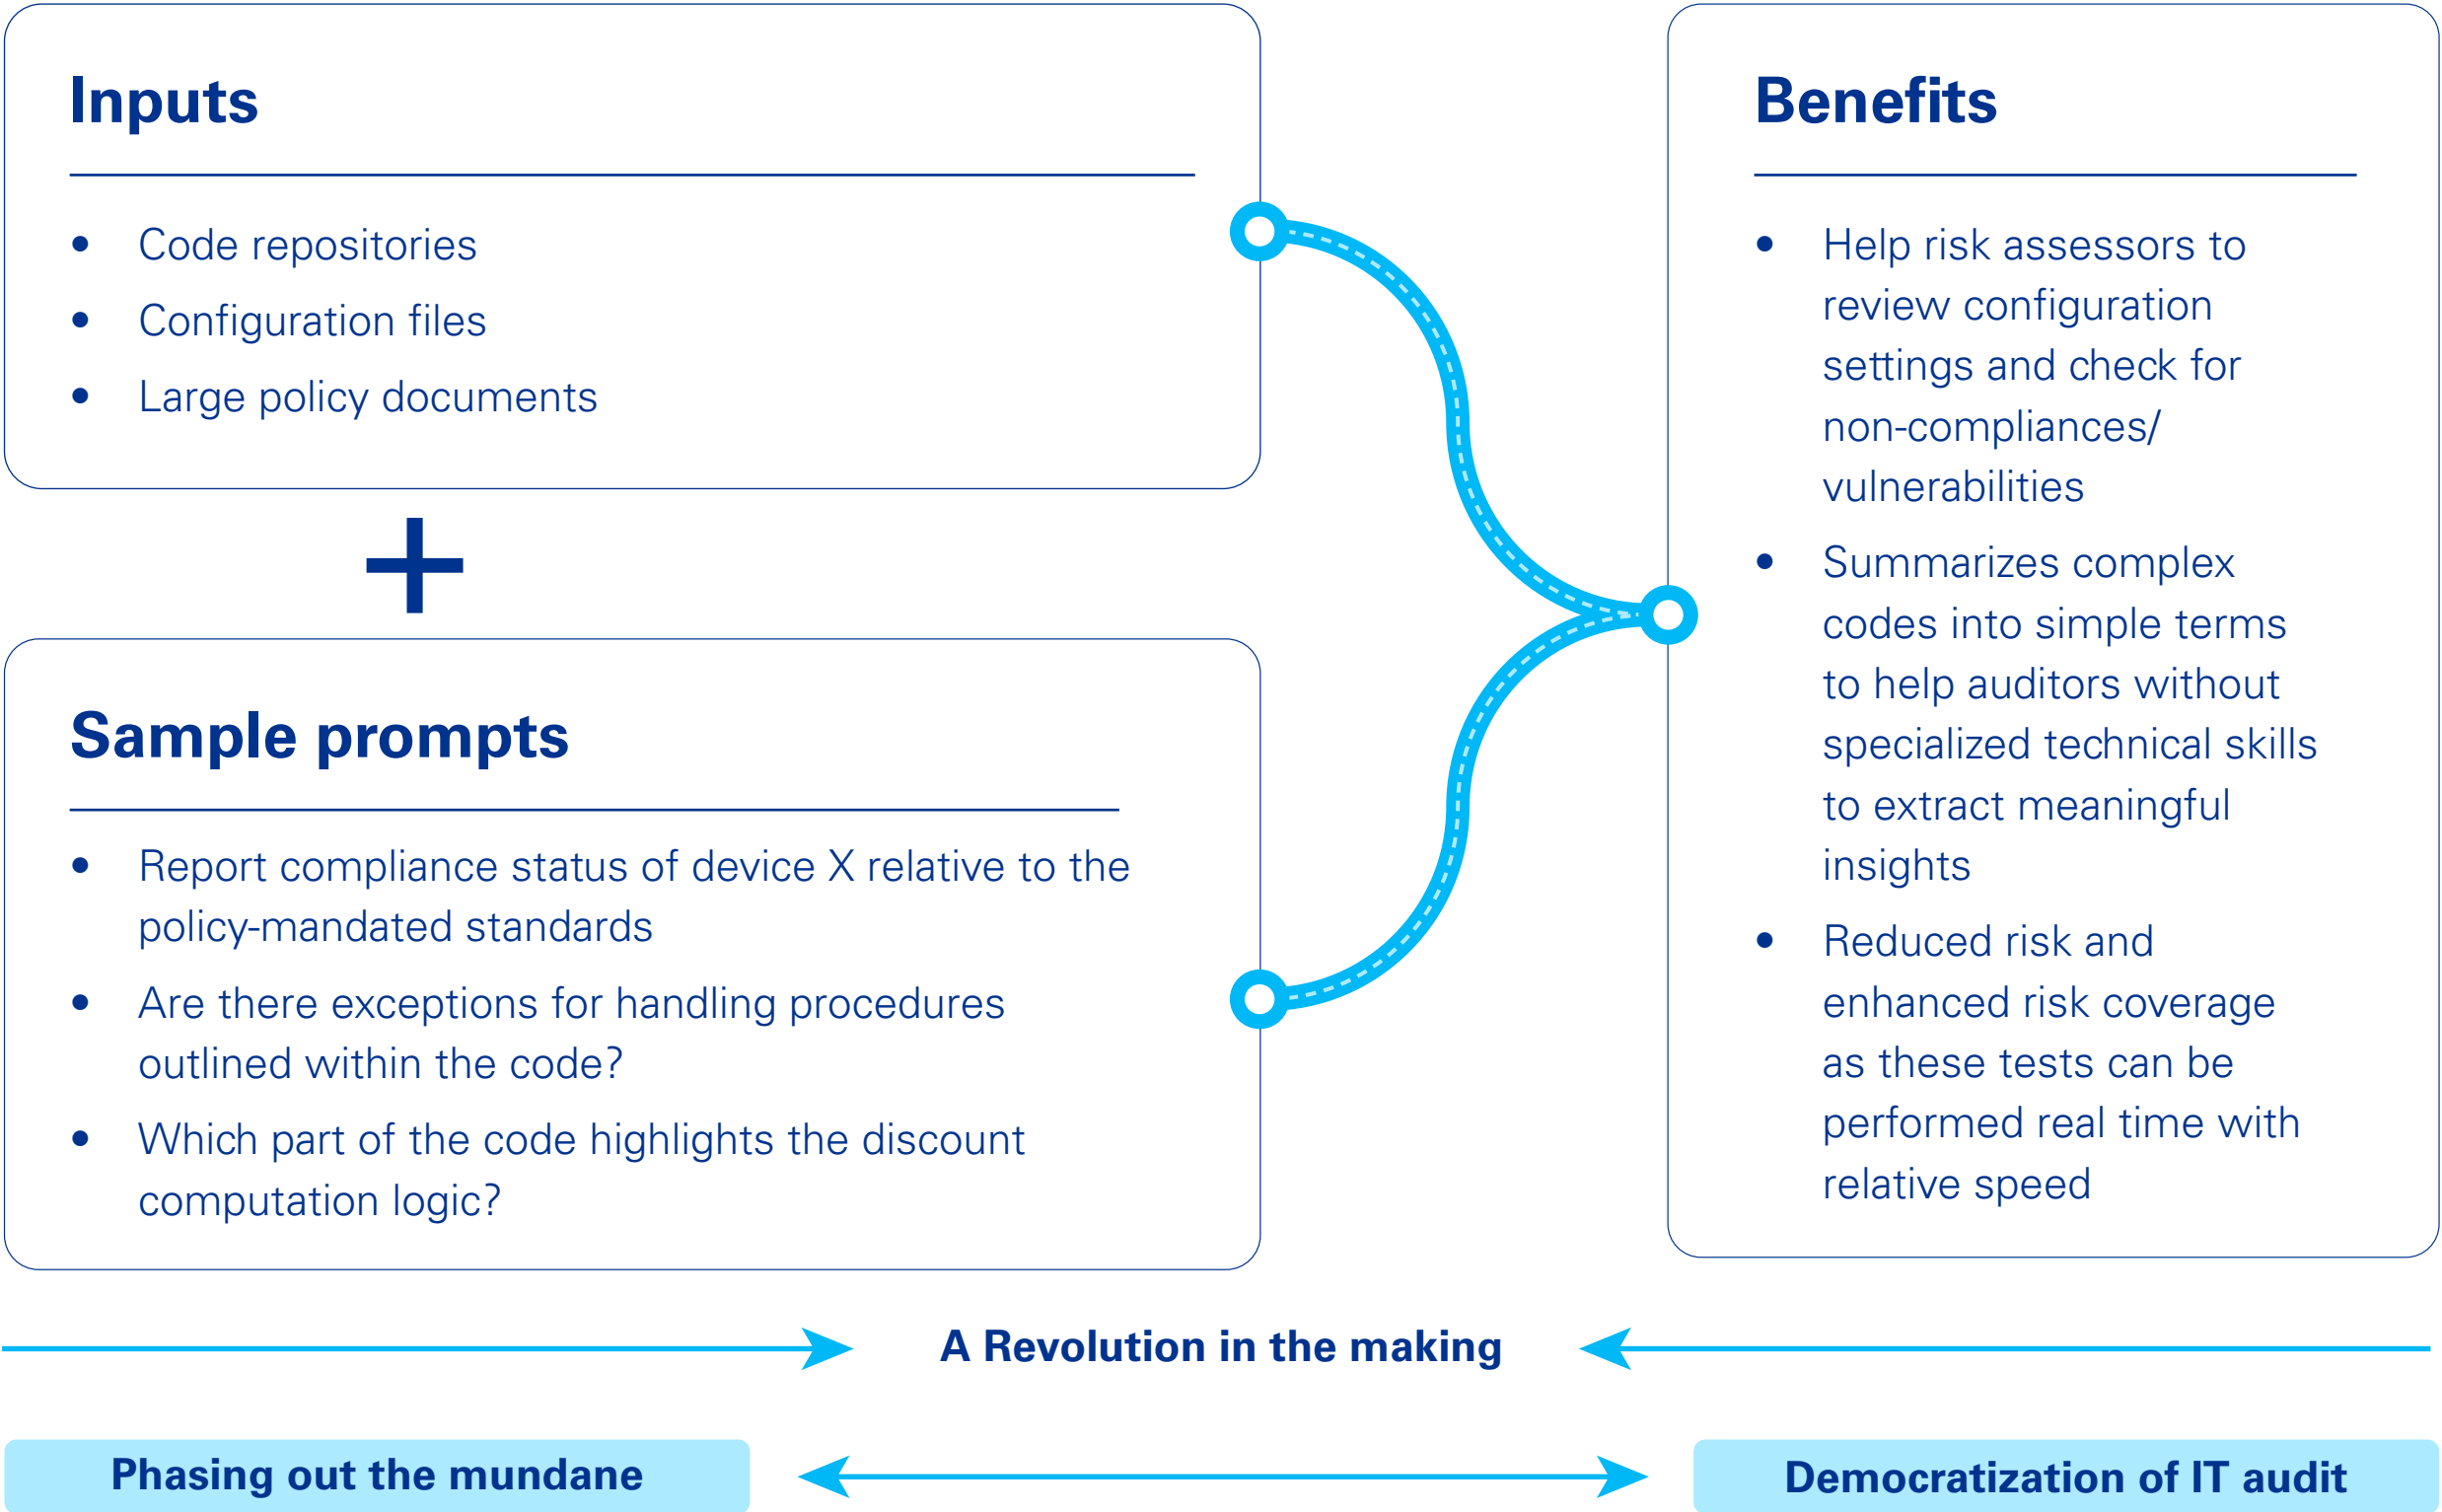 Inputs
• Code repositories
• Configuration files
• Large policy documents
+
Sample prompts
• Report compliance status of device X relative to the
policy-mandated standards
• Are there exceptions for handling procedures
outlined within the code?
• Which part of the code highlights the discount
computation logic?
Benefits
• Help risk assessors to
review configuration
settings and check for
non-compliances/
vulnerabilities
• Summarizes complex
codes into simple terms
to help auditors without
specialized technical skills
to extract meaningful
insights
• Reduced risk and
enhanced risk coverage
as these tests can be
performed real time with
relative speed
A Revolution in the making
Phasing out the mundane
Democratization of IT audit